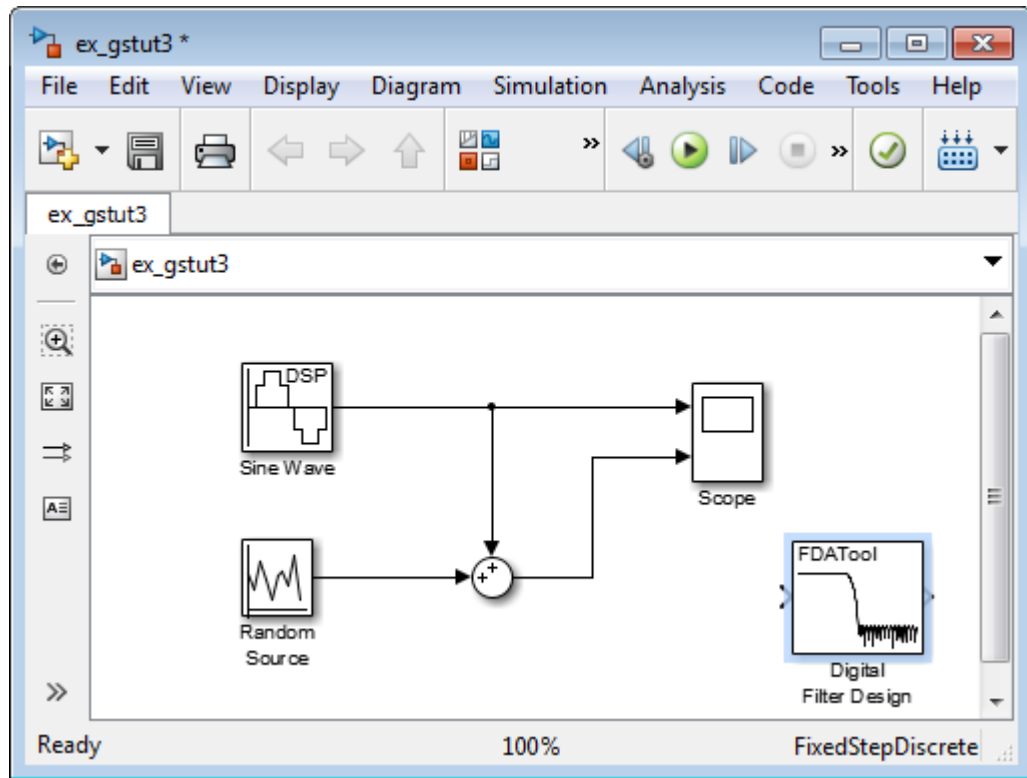 ex_gstut3 *
File Edit View Display Diagram Simulation Analysis Code Tools Help
ex_gstut3
ex_gstut3
DSP
Sine Wave
Scope
FDATool
Random
Source
Digital
Filter Design
Ready 100% FixedStepDiscrete